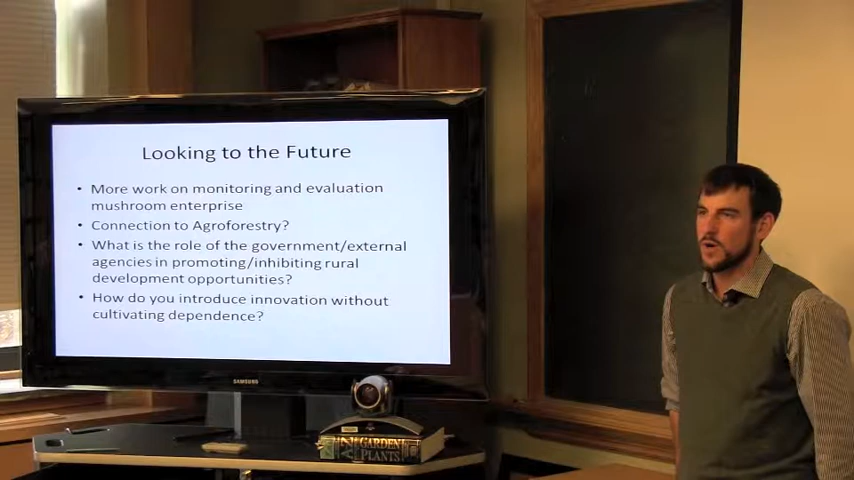 Looking to the Future
• More work on monitoring and evaluation
mushroom enterprise
• Connection to Agroforestry?
• What is the role of the government/external
agencies in promoting/inhibiting rural
development opportunities?
• How do you introduce innovation without
cultivating dependence?
SAMSUNG
GARDEN
PLANTS